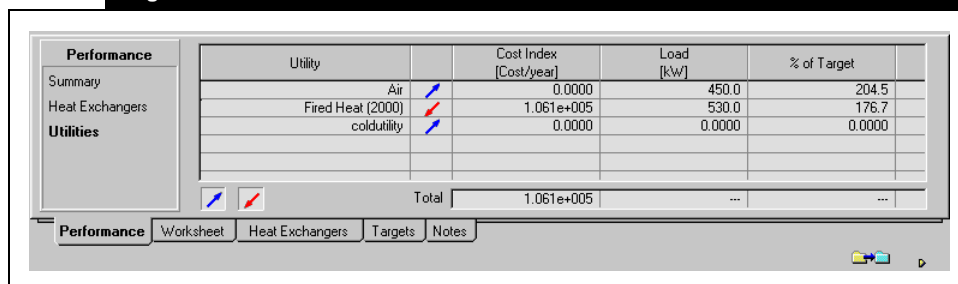 Performance
Summary
Heat Exchangers
Utilities
Utility Cost Index [Cost/year] Load [kW] % of Target
Air 0.0000 450.0 204.5
Fired Heat (2000) 1.061e+005 530.0 176.7
coldutility 0.0000 0.0000 0.0000
Total 1.061e+005 --- ---
Performance Worksheet Heat Exchangers Targets Notes